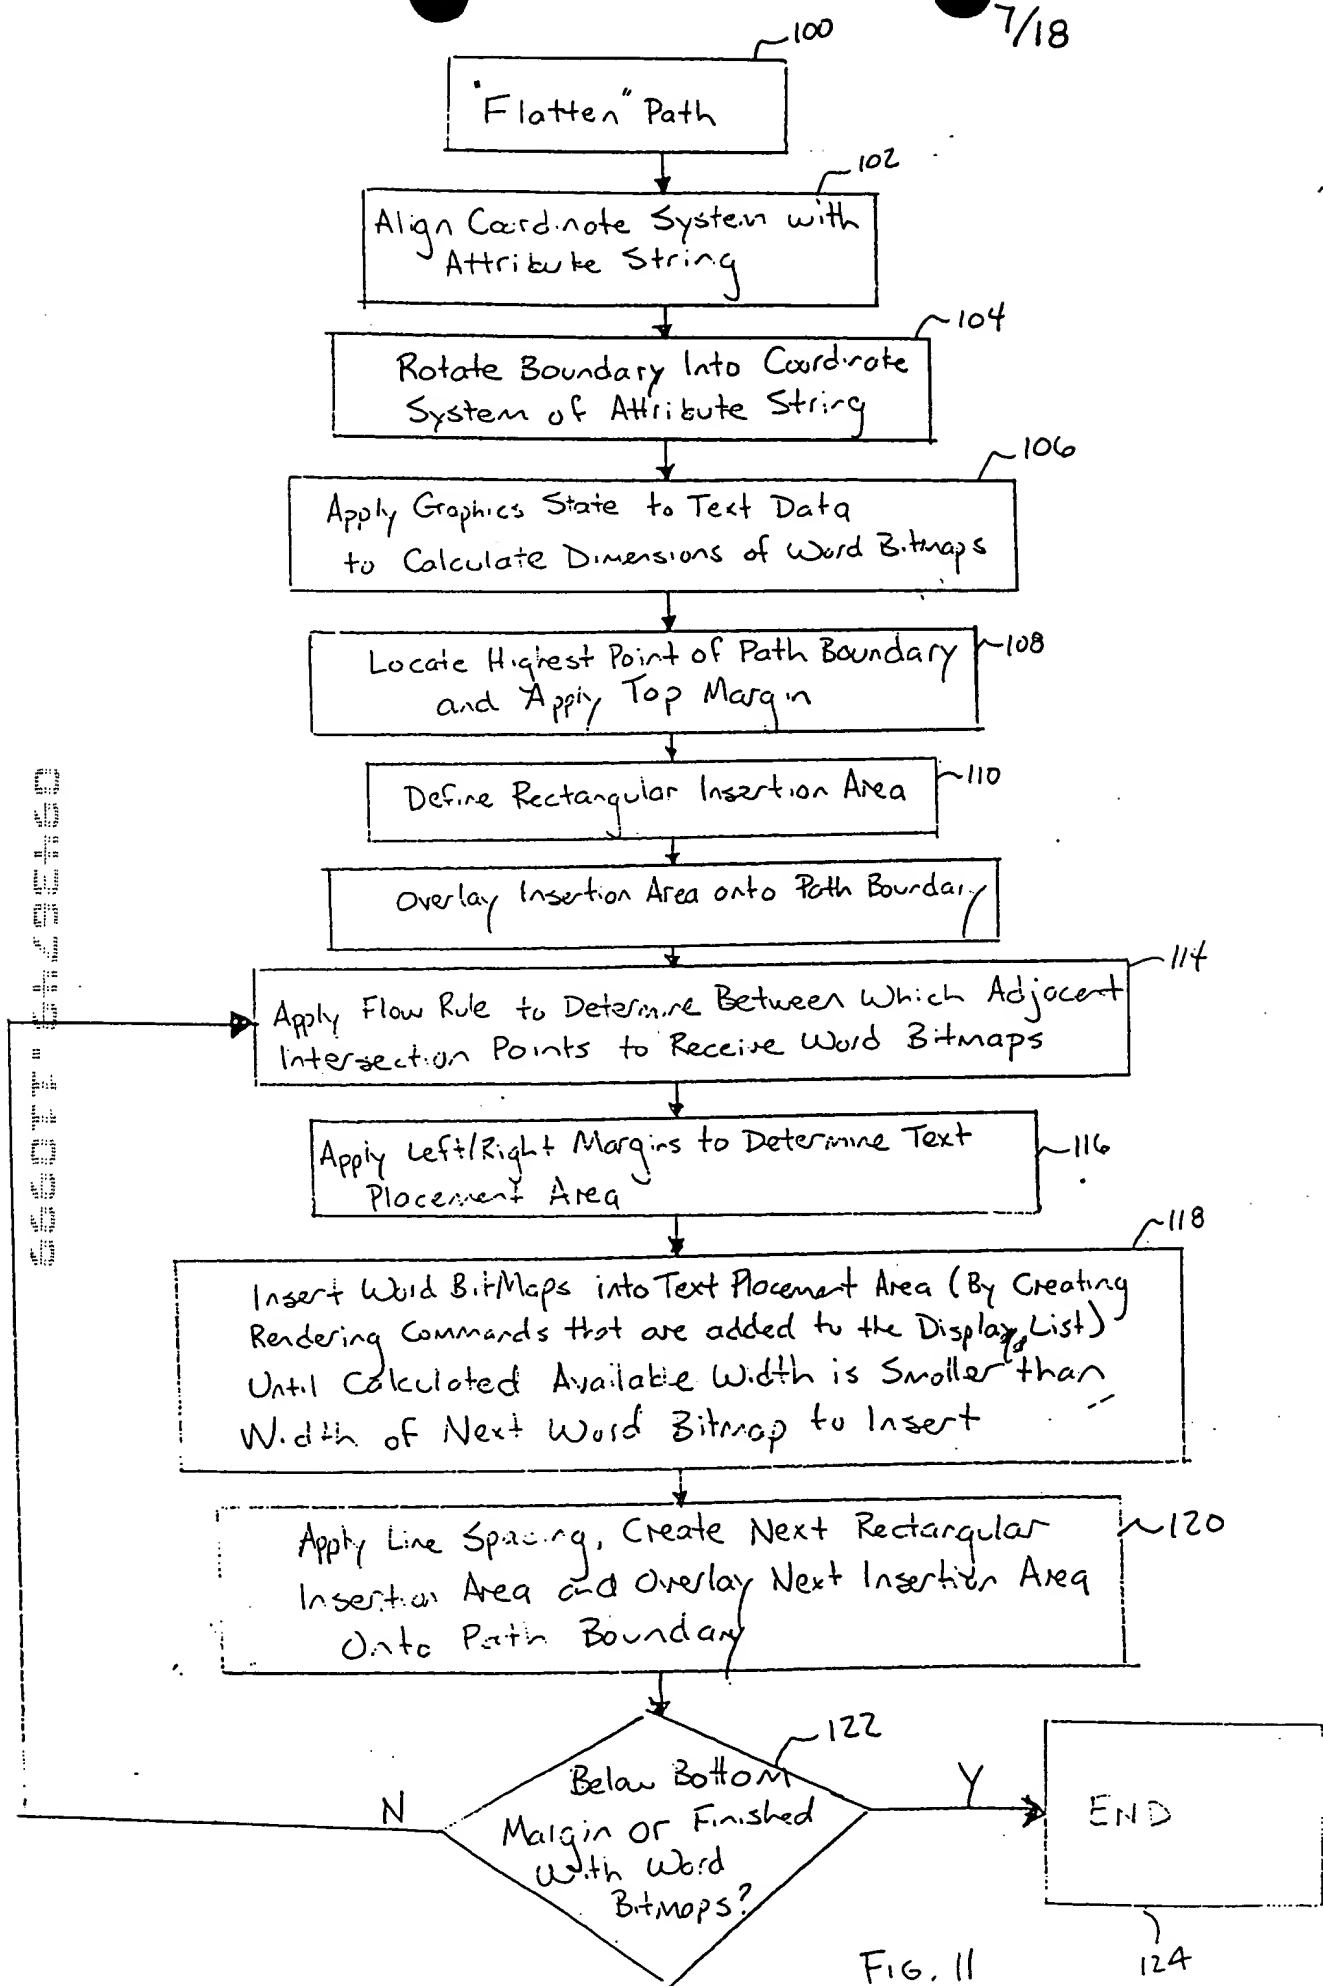 7/18
100
"Flatten" Path
102
Align Coordinate System with
Attribute String
104
Rotate Boundary Into Coordinate
System of Attribute String
106
Apply Graphics State to Text Data
to Calculate Dimensions of Word Bitmaps
108
Locate Highest Point of Path Boundary
and Apply Top Margin
110
Define Rectangular Insertion Area
Overlay Insertion Area onto Path Boundary
114
Apply Flow Rule to Determine Between Which Adjacent
Intersection Points to Receive Word Bitmaps
116
Apply Left/Right Margins to Determine Text
Placement Area
118
Insert Word BitMaps into Text Placement Area (By Creating
Rendering Commands that are added to the Display List)
Until Calculated Available Width is Smaller than
Width of Next Word Bitmap to Insert
120
Apply Line Spacing, Create Next Rectangular
Insertion Area and Overlay Next Insertion Area
Onto Path Boundary
122
Below Bottom
Margin or Finished
With Word
Bitmaps?
N
Y
END
124
FIG. 11